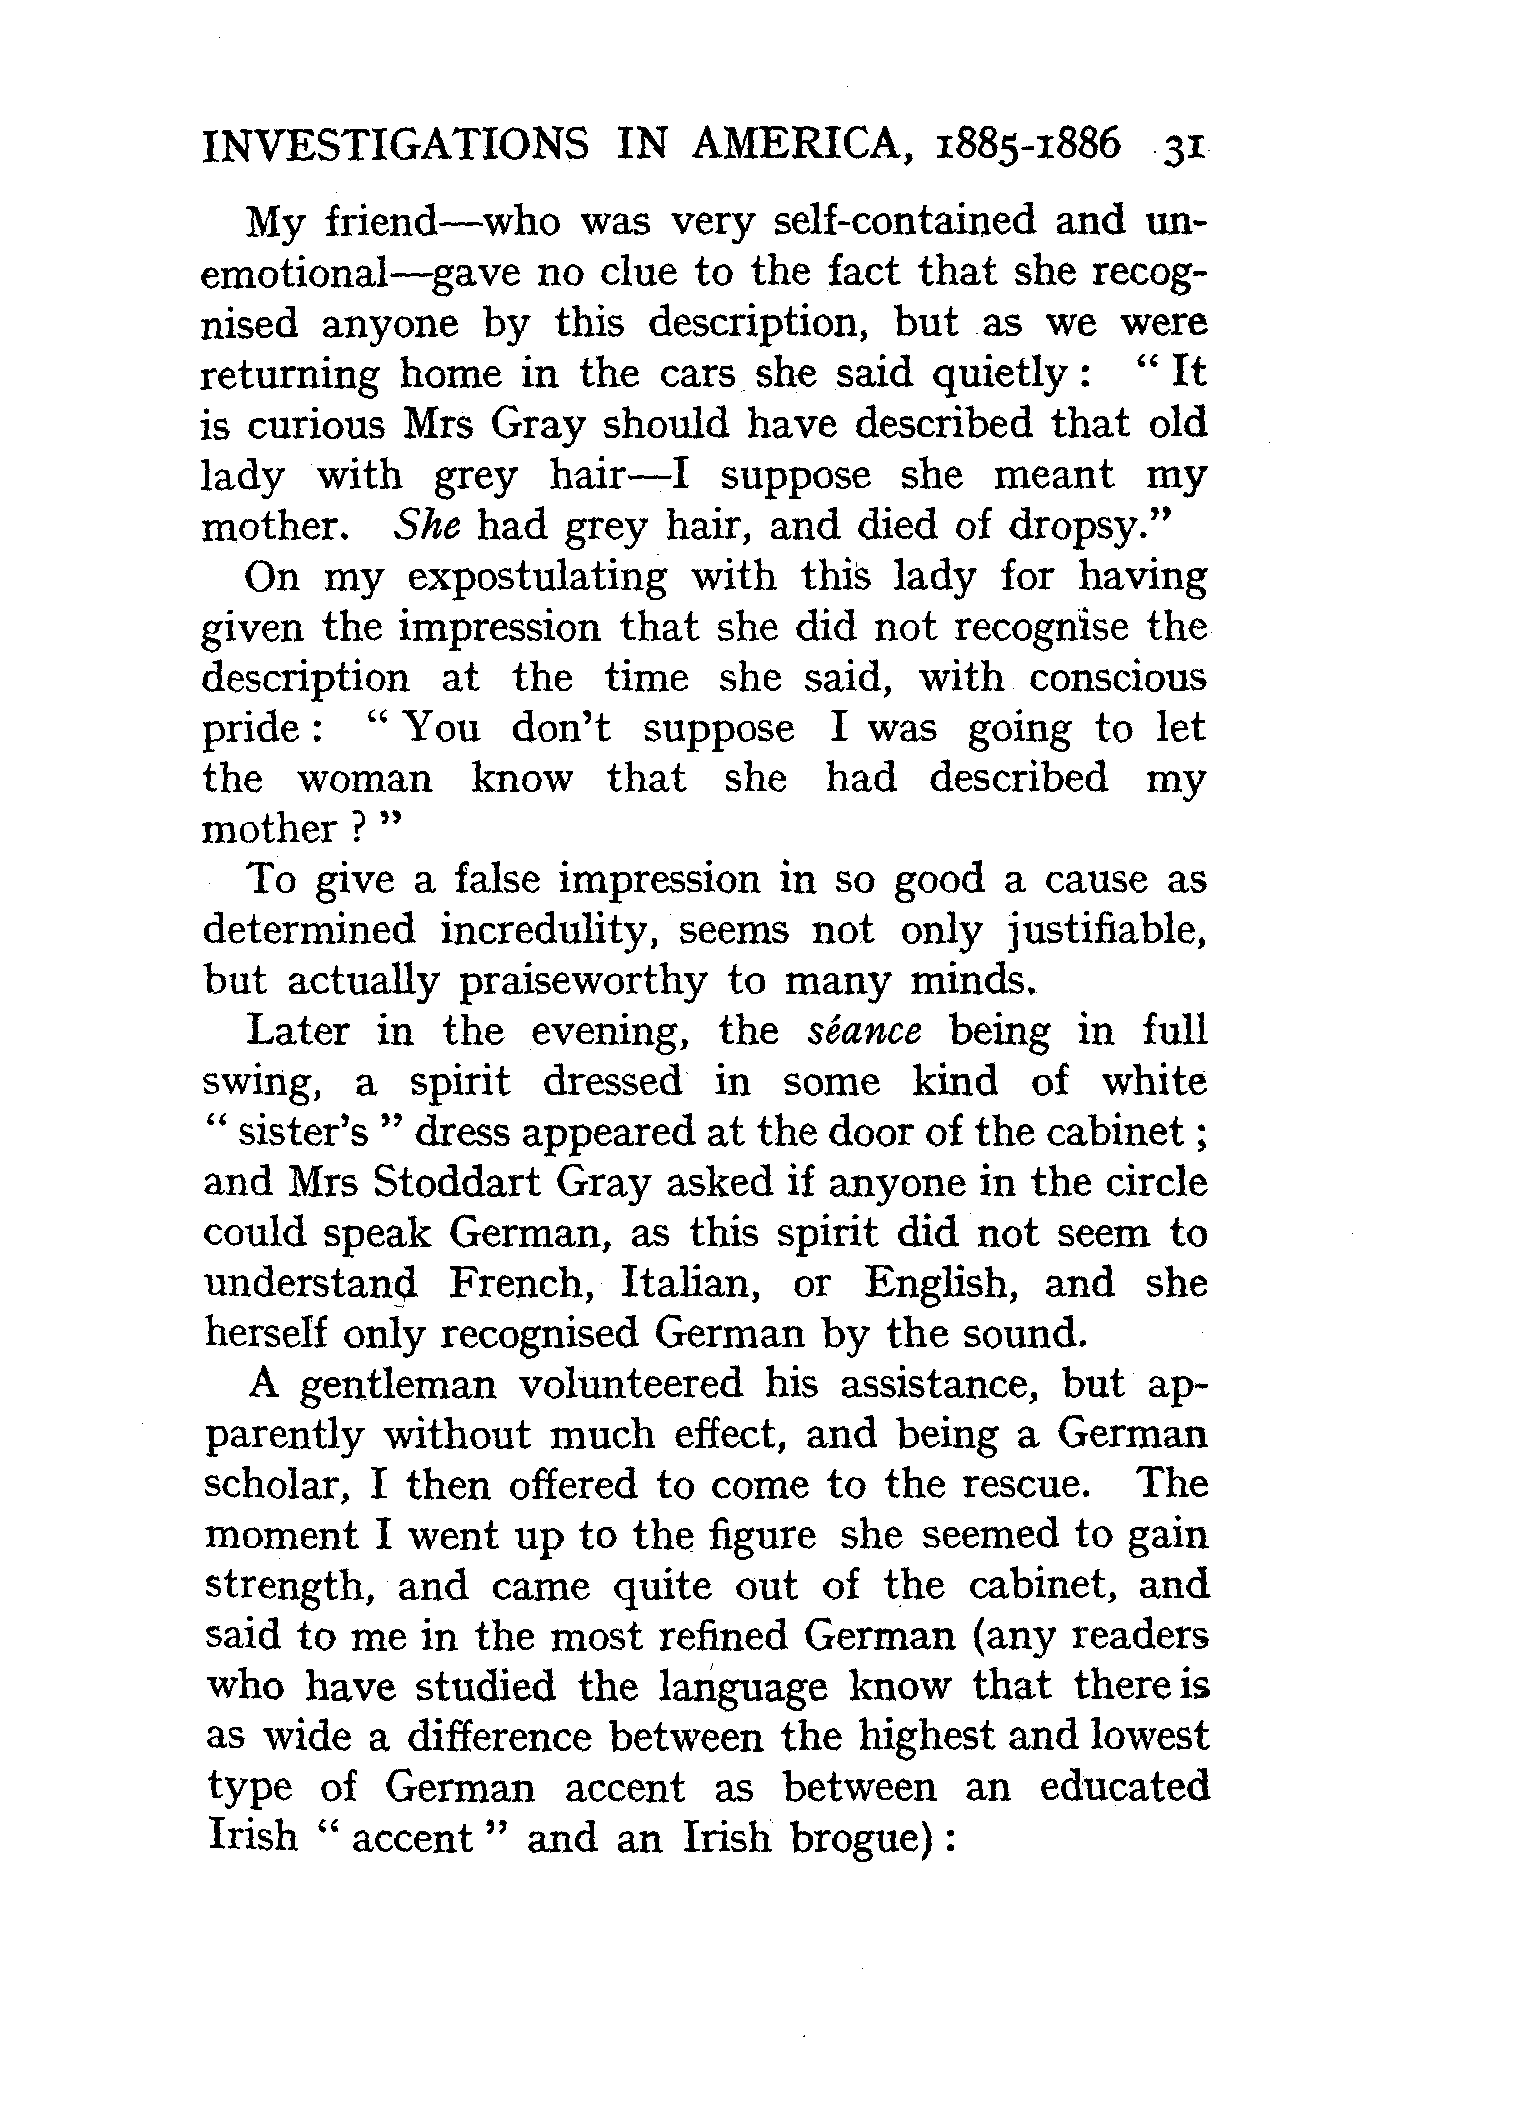 INVESTIGATIONS IN AMERICA, 1885-1886 31
My friend—who was very self-contained and un-
emotional—gave no clue to the fact that she recog-
nised anyone by this description, but as we were
returning home in the cars she said quietly : “ It
is curious Mrs Gray should have described that old
lady with grey hair—I suppose she meant my
mother. She had grey hair, and died of dropsy.”
On my expostulating with this lady for having
given the impression that she did not recognise the
description at the time she said, with conscious
pride : “ You don’t suppose I was going to let
the woman know that she had described my
mother ? ”
To give a false impression in so good a cause as
determined incredulity, seems not only justifiable,
but actually praiseworthy to many minds.
Later in the evening, the séance being in full
swing, a spirit dressed in some kind of white
“ sister’s ” dress appeared at the door of the cabinet ;
and Mrs Stoddart Gray asked if anyone in the circle
could speak German, as this spirit did not seem to
understand French, Italian, or English, and she
herself only recognised German by the sound.
A gentleman volunteered his assistance, but ap-
parently without much effect, and being a German
scholar, I then offered to come to the rescue. The
moment I went up to the figure she seemed to gain
strength, and came quite out of the cabinet, and
said to me in the most refined German (any readers
who have studied the language know that there is
as wide a difference between the highest and lowest
type of German accent as between an educated
Irish “ accent ” and an Irish brogue) :